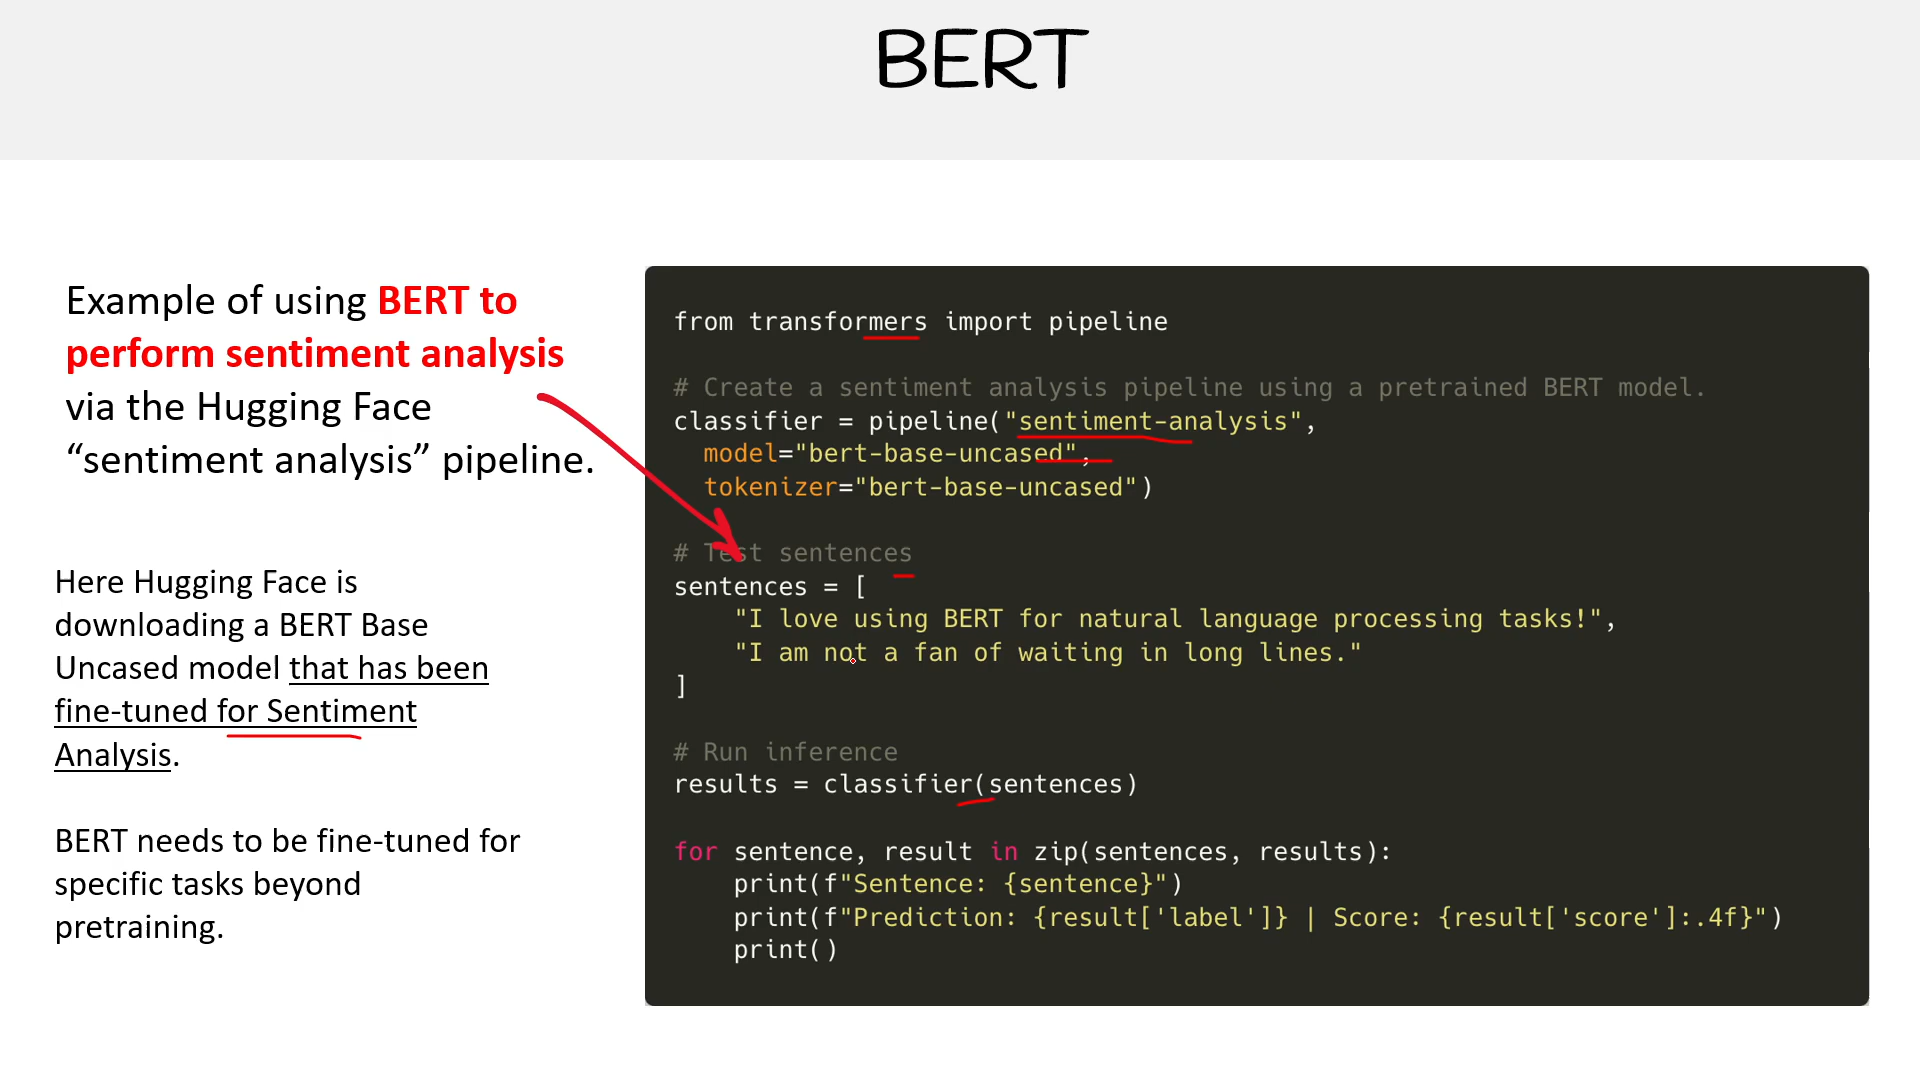 BERT
Example of using BERT to
perform sentiment analysis
via the Hugging Face
“sentiment analysis” pipeline.
Here Hugging Face is
downloading a BERT Base
Uncased model that has been
fine-tuned for Sentiment
Analysis.
BERT needs to be fine-tuned for
specific tasks beyond
pretraining.
from transformers import pipeline
# Create a sentiment analysis pipeline using a pretrained BERT model.
classifier = pipeline("sentiment-analysis",
  model="bert-base-uncased",
  tokenizer="bert-base-uncased")
# Test sentences
sentences = [
    "I love using BERT for natural language processing tasks!",
    "I am not a fan of waiting in long lines."
]
# Run inference
results = classifier(sentences)
for sentence, result in zip(sentences, results):
    print(f"Sentence: {sentence}")
    print(f"Prediction: {result['label']} | Score: {result['score']:.4f}")
    print()